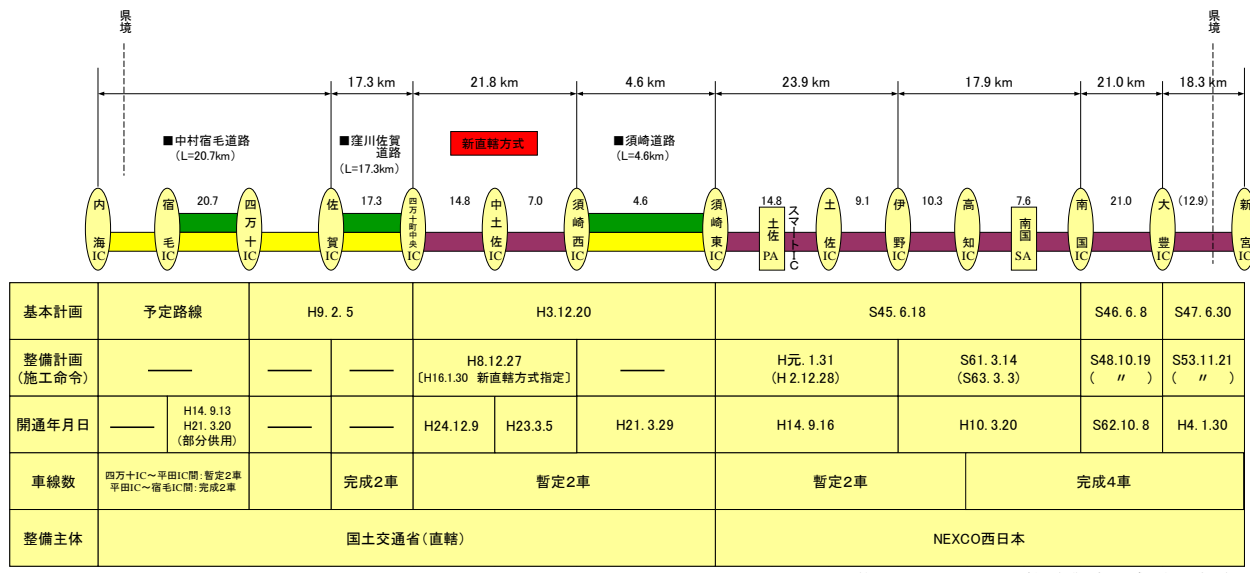 県境
県境
17.3 km
21.8 km
4.6 km
23.9 km
17.9 km
21.0 km
18.3 km
■中村宿毛道路
(L=20.7km)
■窪川佐賀
道路
(L=17.3km)
新直轄方式
■須崎道路
(L=4.6km)
内海IC
宿毛IC
20.7
四万十IC
佐賀IC
17.3
四万十町中央IC
14.8
中土佐IC
7.0
須崎西IC
4.6
須崎東IC
14.8
土佐PA
スマートIC
土佐IC
9.1
伊野IC
10.3
高知IC
7.6
南国SA
南国IC
21.0
大豊IC
(12.9)
新宮IC
基本計画
予定路線
H9. 2. 5
H3.12.20
S45. 6.18
S46. 6. 8
S47. 6.30
整備計画
(施工命令)
――
――
――
H8.12.27
〔H16.1.30 新直轄方式指定〕
――
H元. 1.31
(H 2.12.28)
S61. 3.14
(S63. 3. 3)
S48.10.19
( 〃 )
S53.11.21
( 〃 )
開通年月日
――
H14. 9.13
H21. 3.20
(部分供用)
――
――
H24.12.9
H23.3.5
H21. 3.29
H14. 9.16
H10. 3.20
S62.10. 8
H4. 1.30
車線数
四万十IC～平田IC間:暫定2車
平田IC～宿毛IC間:完成2車
完成2車
暫定2車
暫定2車
完成4車
整備主体
国土交通省(直轄)
NEXCO西日本